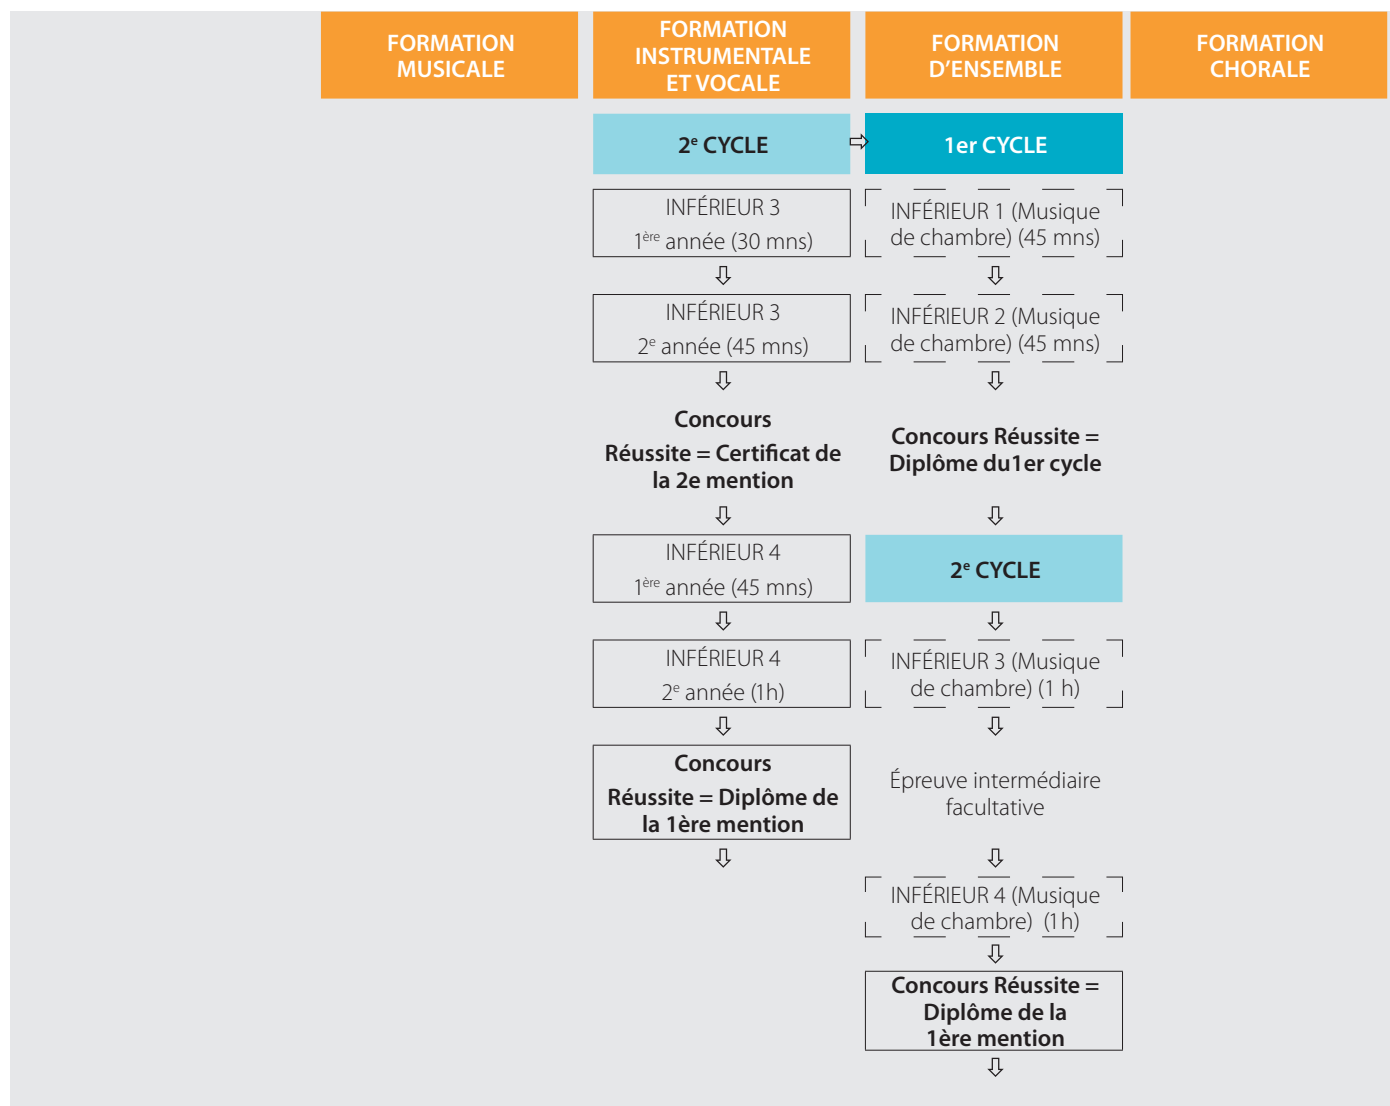 FORMATION
MUSICALE
FORMATION
INSTRUMENTALE
ET VOCALE
FORMATION
D'ENSEMBLE
FORMATION
CHORALE
2e CYCLE
INFÉRIEUR 3
1ère année (30 mns)
INFÉRIEUR 3
2e année (45 mns)
Concours
Réussite = Certificat de
la 2e mention
INFÉRIEUR 4
1ère année (45 mns)
INFÉRIEUR 4
2e année (1h)
Concours
Réussite = Diplôme de
la 1ère mention
1er CYCLE
INFÉRIEUR 1 (Musique
de chambre) (45 mns)
INFÉRIEUR 2 (Musique
de chambre) (45 mns)
Concours Réussite =
Diplôme du1er cycle
2e CYCLE
INFÉRIEUR 3 (Musique
de chambre) (1 h)
Épreuve intermédiaire
facultative
INFÉRIEUR 4 (Musique
de chambre) (1h)
Concours Réussite =
Diplôme de la
1ère mention